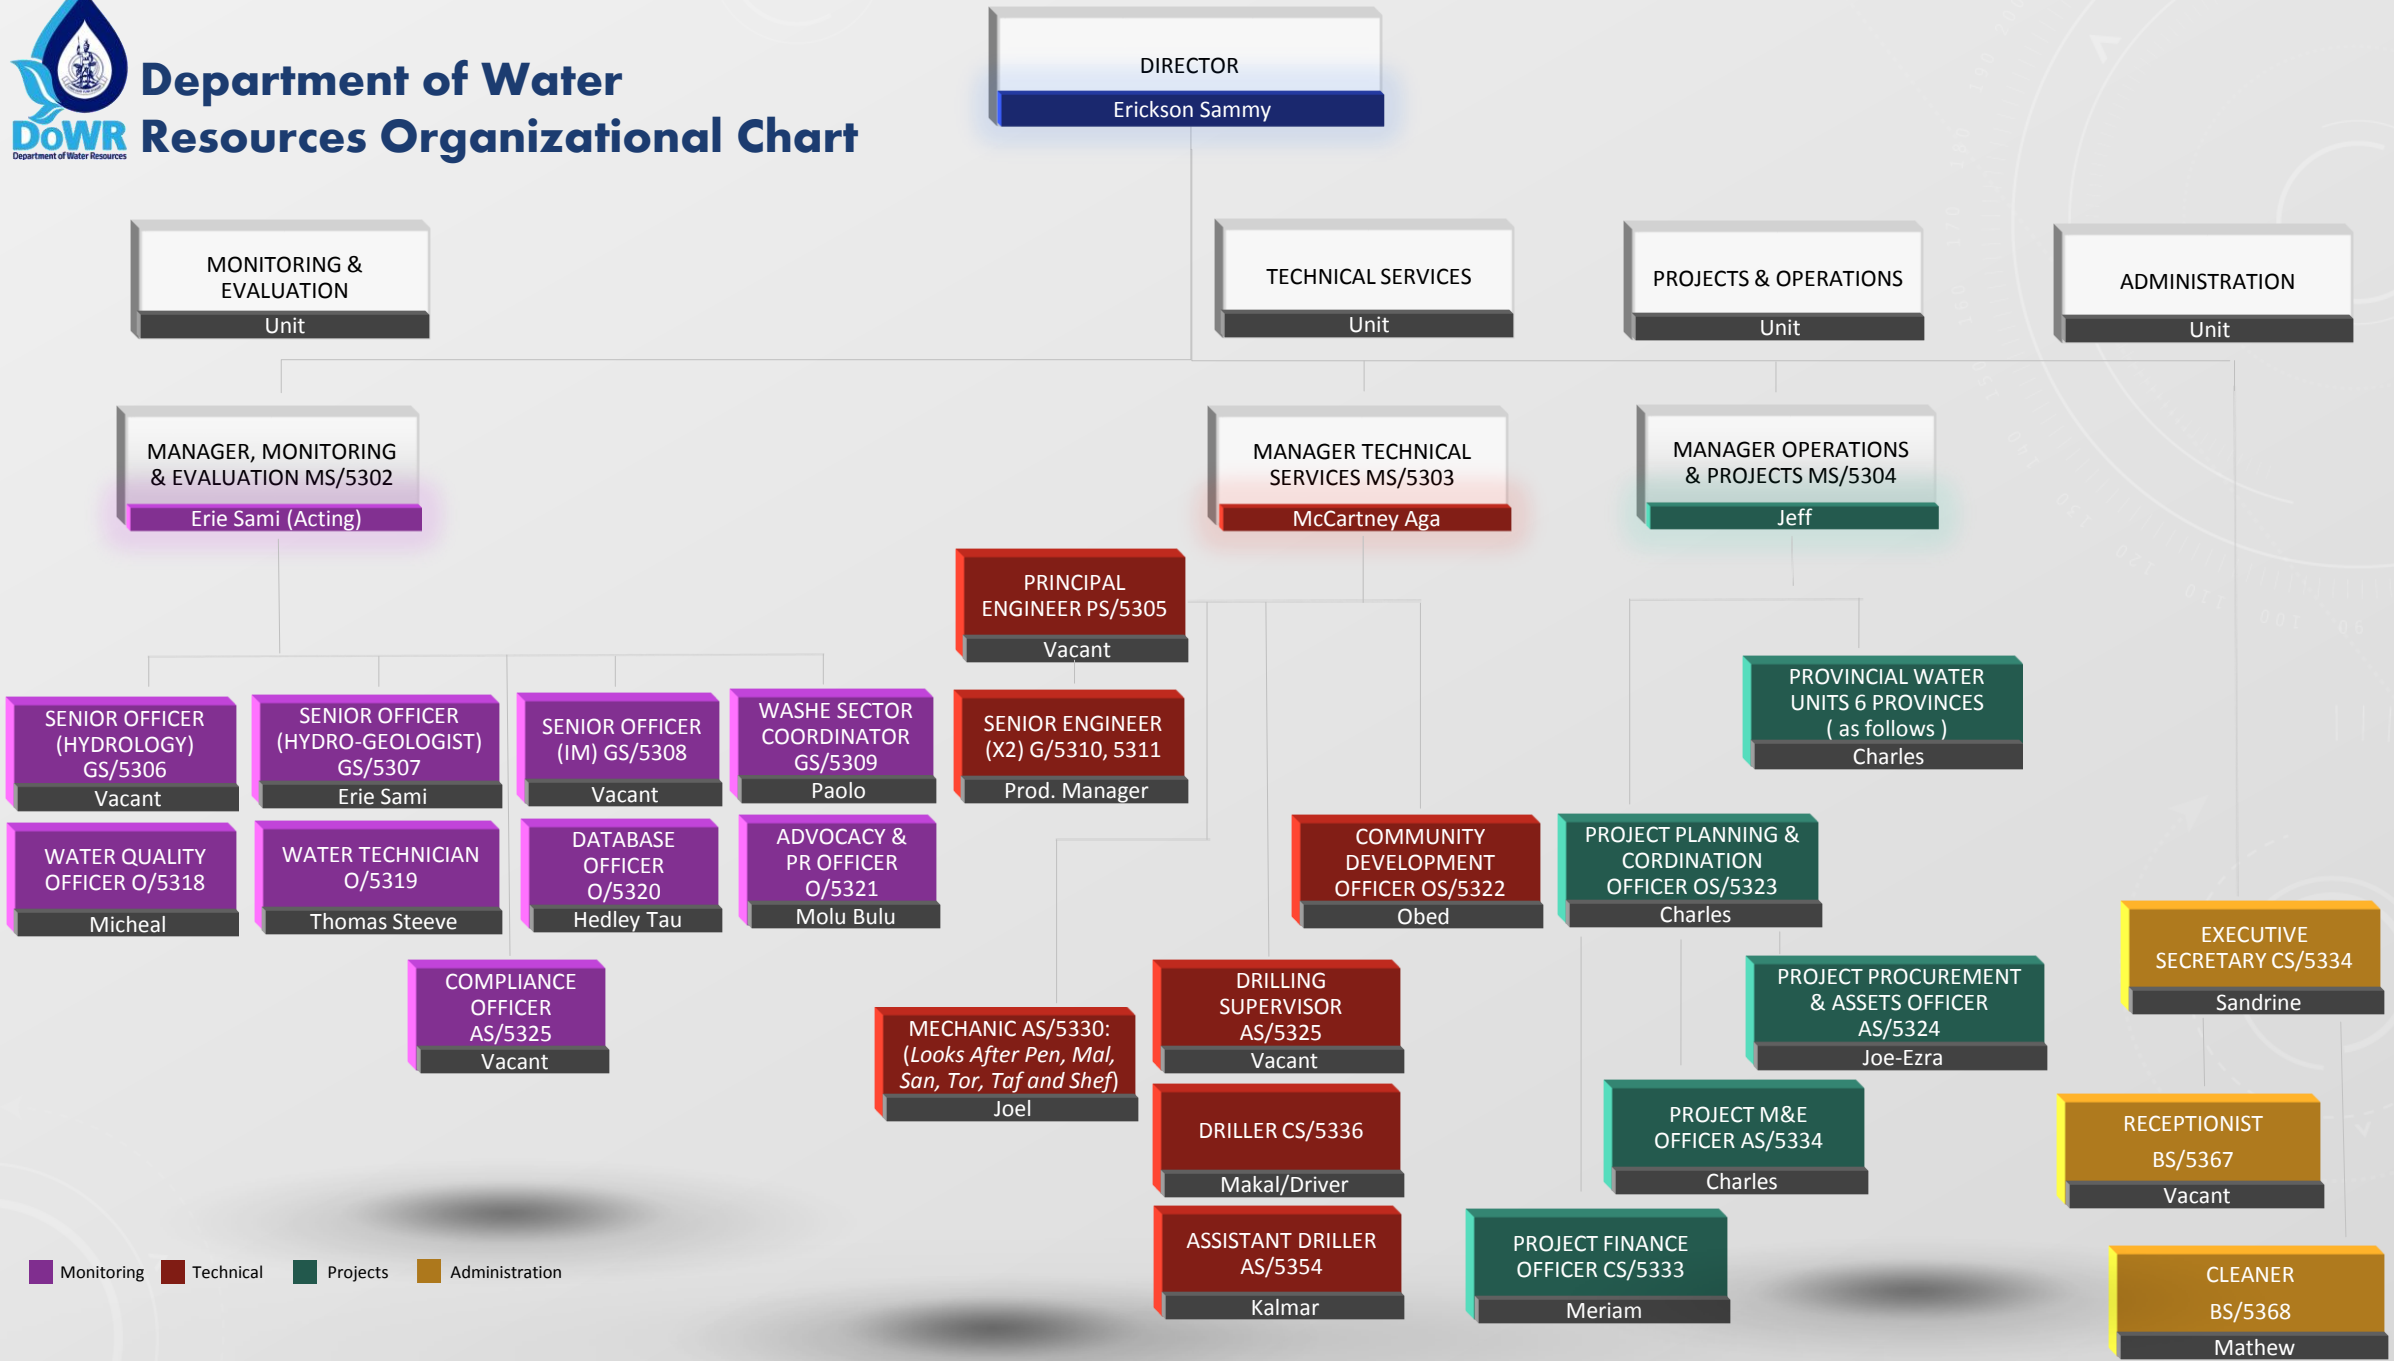 DoWR
Department of Water Resources
Department of Water
Resources Organizational Chart
DIRECTOR
Erickson Sammy
MONITORING &
EVALUATION
Unit
TECHNICAL SERVICES
Unit
PROJECTS & OPERATIONS
Unit
ADMINISTRATION
Unit
MANAGER, MONITORING
& EVALUATION MS/5302
Erie Sami (Acting)
MANAGER TECHNICAL
SERVICES MS/5303
McCartney Aga
MANAGER OPERATIONS
& PROJECTS MS/5304
Jeff
PRINCIPAL
ENGINEER PS/5305
Vacant
SENIOR OFFICER
(HYDROLOGY)
GS/5306
Vacant
SENIOR OFFICER
(HYDRO-GEOLOGIST)
GS/5307
Erie Sami
SENIOR OFFICER
(IM) GS/5308
Vacant
WASHE SECTOR
COORDINATOR
GS/5309
Paolo
SENIOR ENGINEER
(X2) G/5310, 5311
Prod. Manager
PROVINCIAL WATER
UNITS 6 PROVINCES
( as follows )
Charles
WATER QUALITY
OFFICER O/5318
Micheal
WATER TECHNICIAN
O/5319
Thomas Steeve
DATABASE
OFFICER
O/5320
Hedley Tau
ADVOCACY &
PR OFFICER
O/5321
Molu Bulu
COMMUNITY
DEVELOPMENT
OFFICER OS/5322
Obed
PROJECT PLANNING &
CORDINATION
OFFICER OS/5323
Charles
EXECUTIVE
SECRETARY CS/5334
Sandrine
COMPLIANCE
OFFICER
AS/5325
Vacant
MECHANIC AS/5330:
(Looks After Pen, Mal,
San, Tor, Taf and Shef)
Joel
DRILLING
SUPERVISOR
AS/5325
Vacant
PROJECT PROCUREMENT
& ASSETS OFFICER
AS/5324
Joe-Ezra
DRILLER CS/5336
Makal/Driver
PROJECT M&E
OFFICER AS/5334
Charles
RECEPTIONIST
BS/5367
Vacant
ASSISTANT DRILLER
AS/5354
Kalmar
PROJECT FINANCE
OFFICER CS/5333
Meriam
CLEANER
BS/5368
Mathew
Monitoring
Technical
Projects
Administration